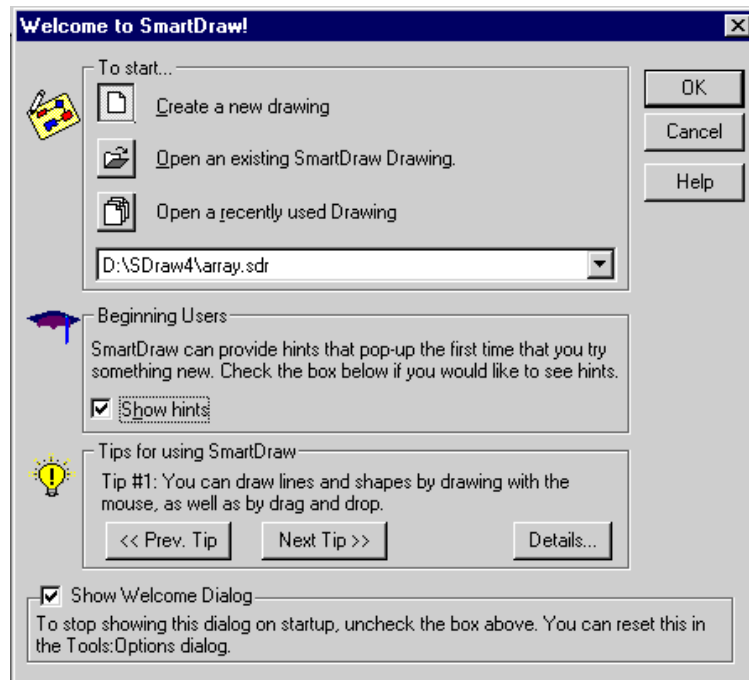 Welcome to SmartDraw!
To start...
Create a new drawing
Open an existing SmartDraw Drawing.
Open a recently used Drawing
D:\SDraw4\array.sdr
OK
Cancel
Help
Beginning Users
SmartDraw can provide hints that pop-up the first time that you try
something new. Check the box below if you would like to see hints.
Show hints
Tips for using SmartDraw
Tip #1: You can draw lines and shapes by drawing with the
mouse, as well as by drag and drop.
<< Prev. Tip
Next Tip >>
Details...
Show Welcome Dialog
To stop showing this dialog on startup, uncheck the box above. You can reset this in
the Tools:Options dialog.